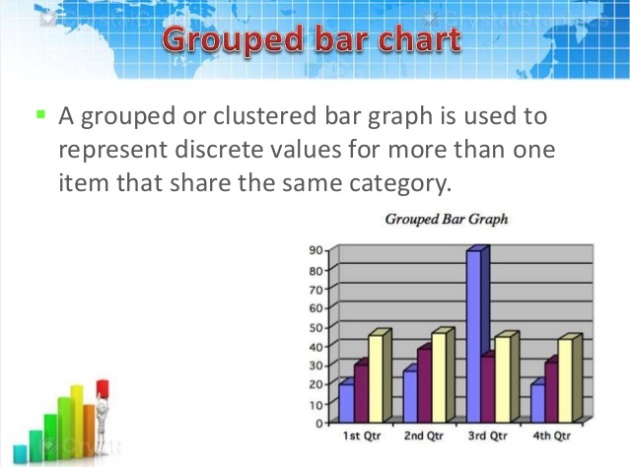 Grouped bar chart
A grouped or clustered bar graph is used to
represent discrete values for more than one
item that share the same category.
Grouped Bar Graph
90
80
70
60
50
40
30
20
10
0
1st Qtr 2nd Qtr 3rd Qtr 4th Qtr